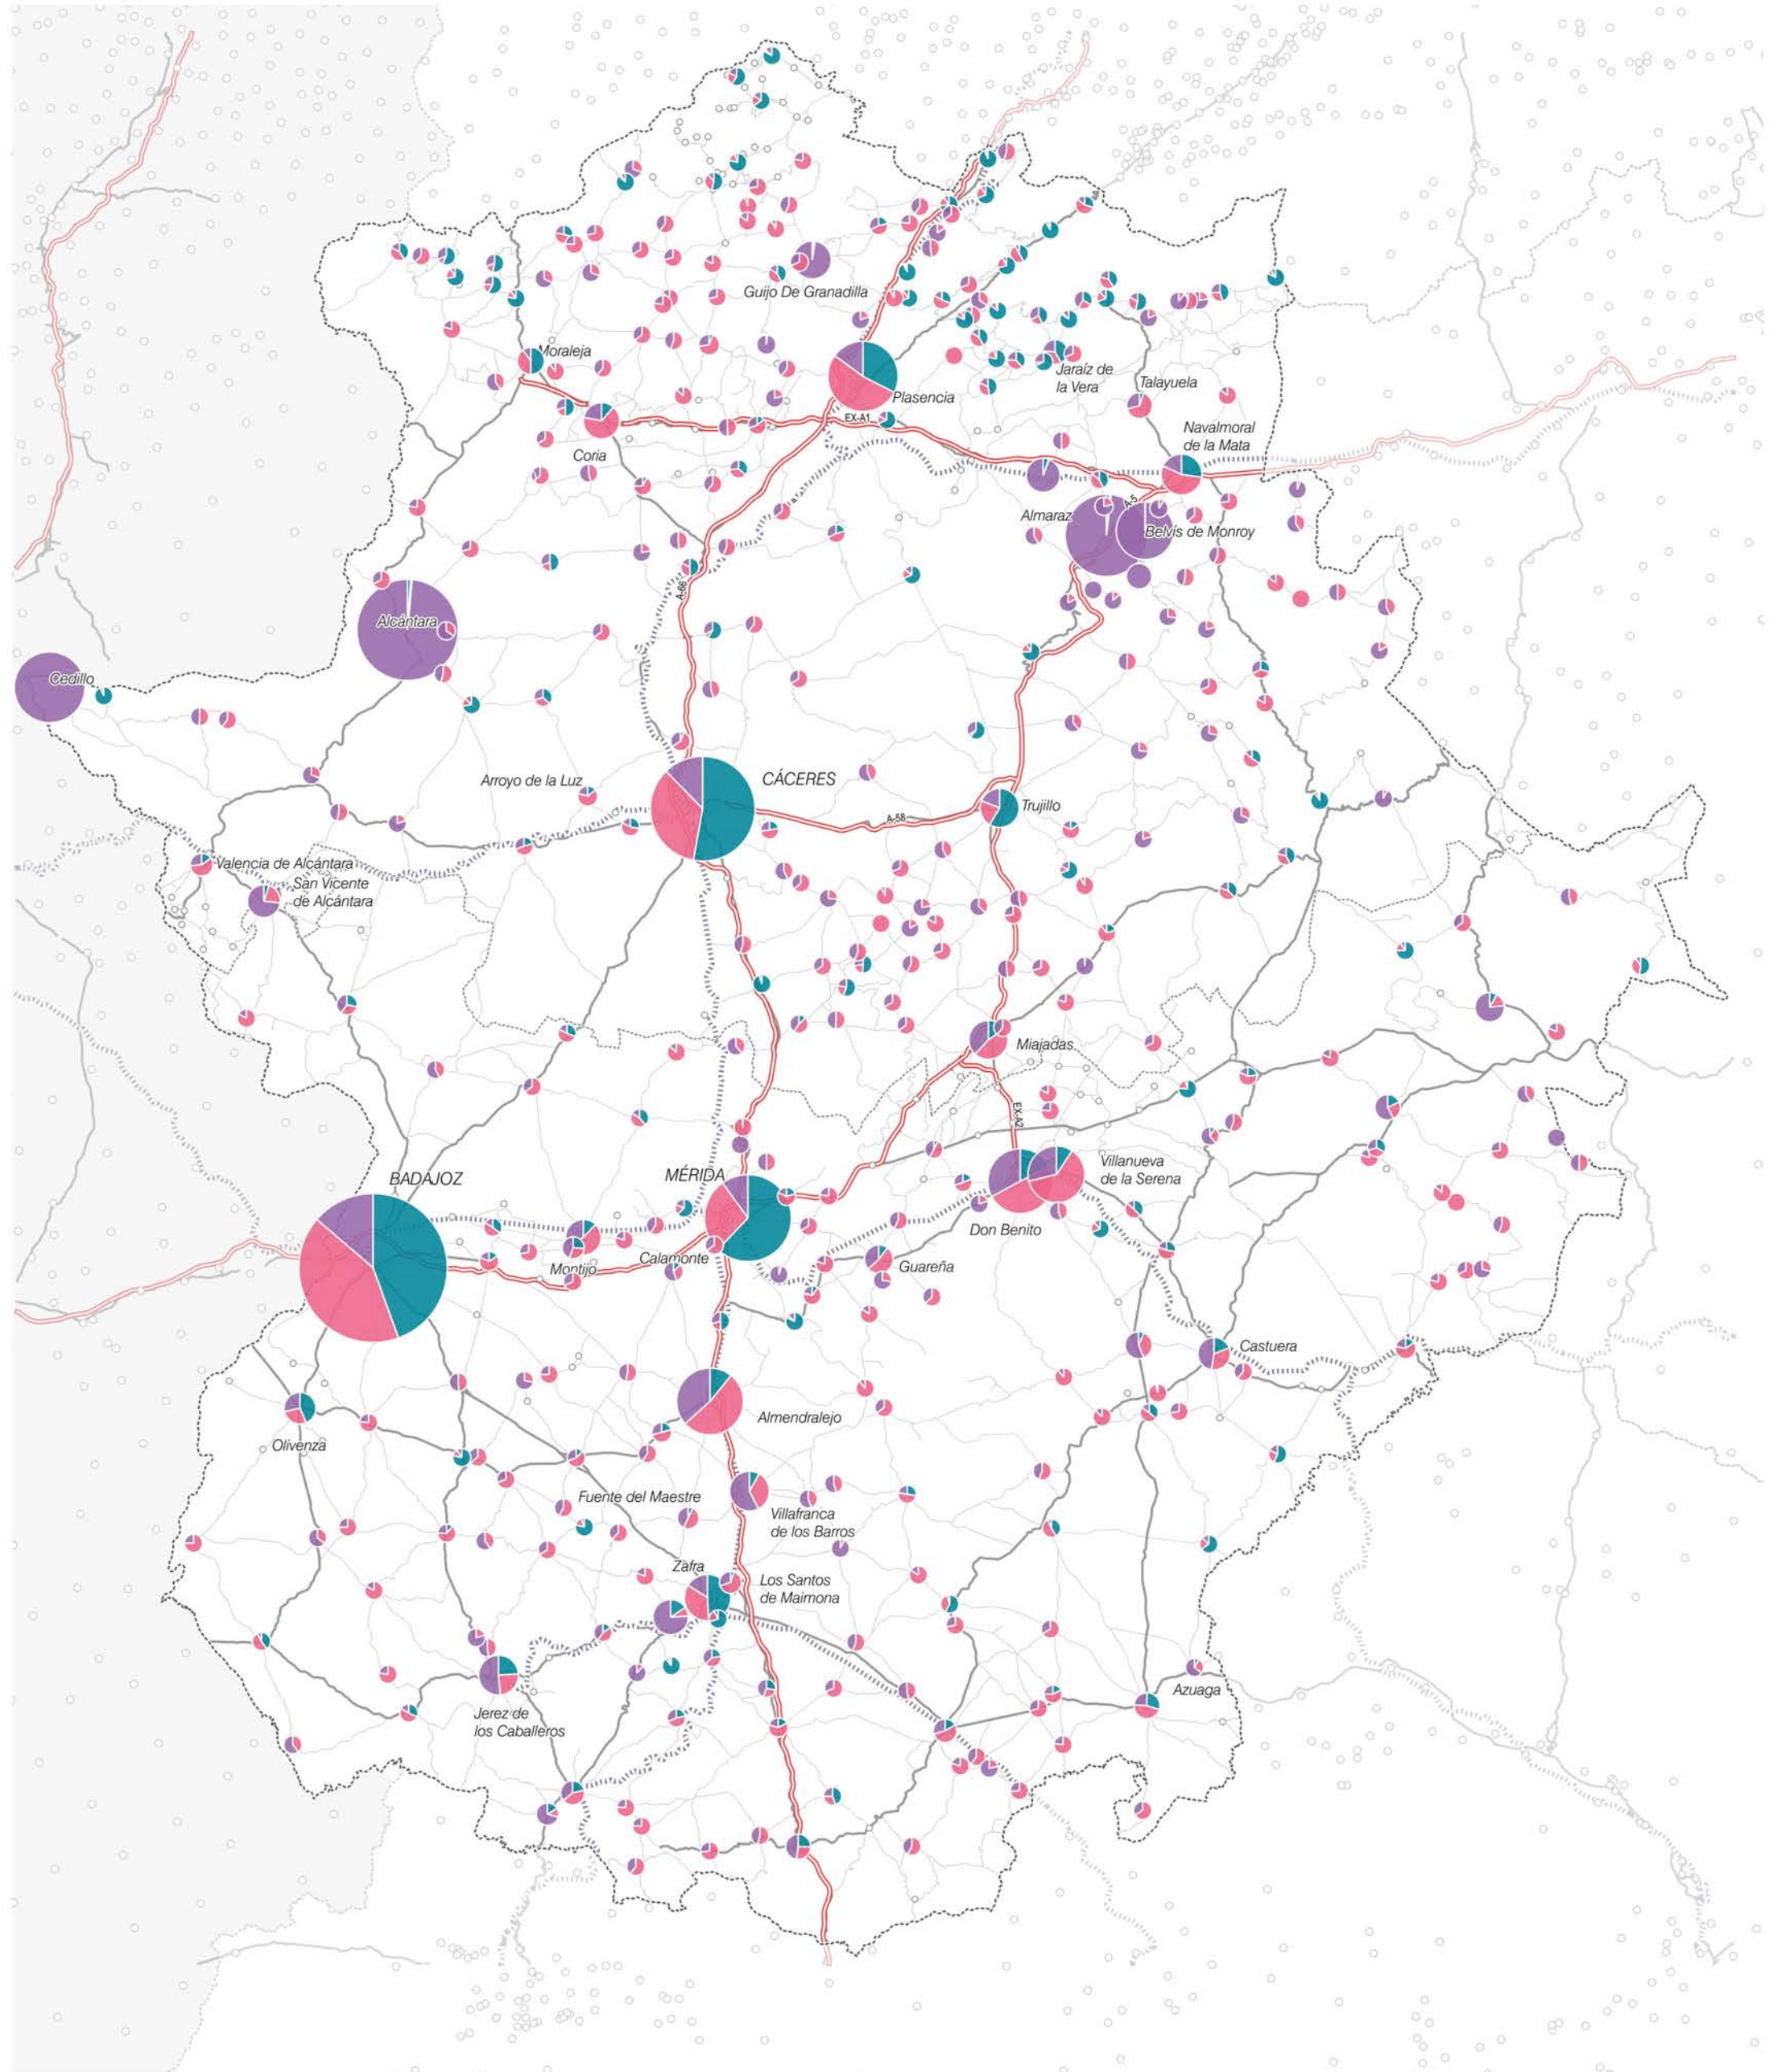 Guijo De Granadilla
Moraleja
Jaraíz de
la Vera
Talayuela
Plasencia
EX-A1
Coria
Navalmoral
de la Mata
Almaraz
A-5
Belvís de Monroy
A-66
Alcántara
Cedillo
Arroyo de la Luz
CÁCERES
Trujillo
A-58
Valencia de Alcántara
San Vicente
de Alcántara
Miajadas
EX-A2
BADAJOZ
MÉRIDA
Villanueva
de la Serena
Don Benito
Montijo
Calamonte
Guareña
Castuera
Almendralejo
Olivenza
Fuente del Maestre
Villafranca
de los Barros
Zafra
Los Santos
de Maimona
Jerez de
los Caballeros
Azuaga